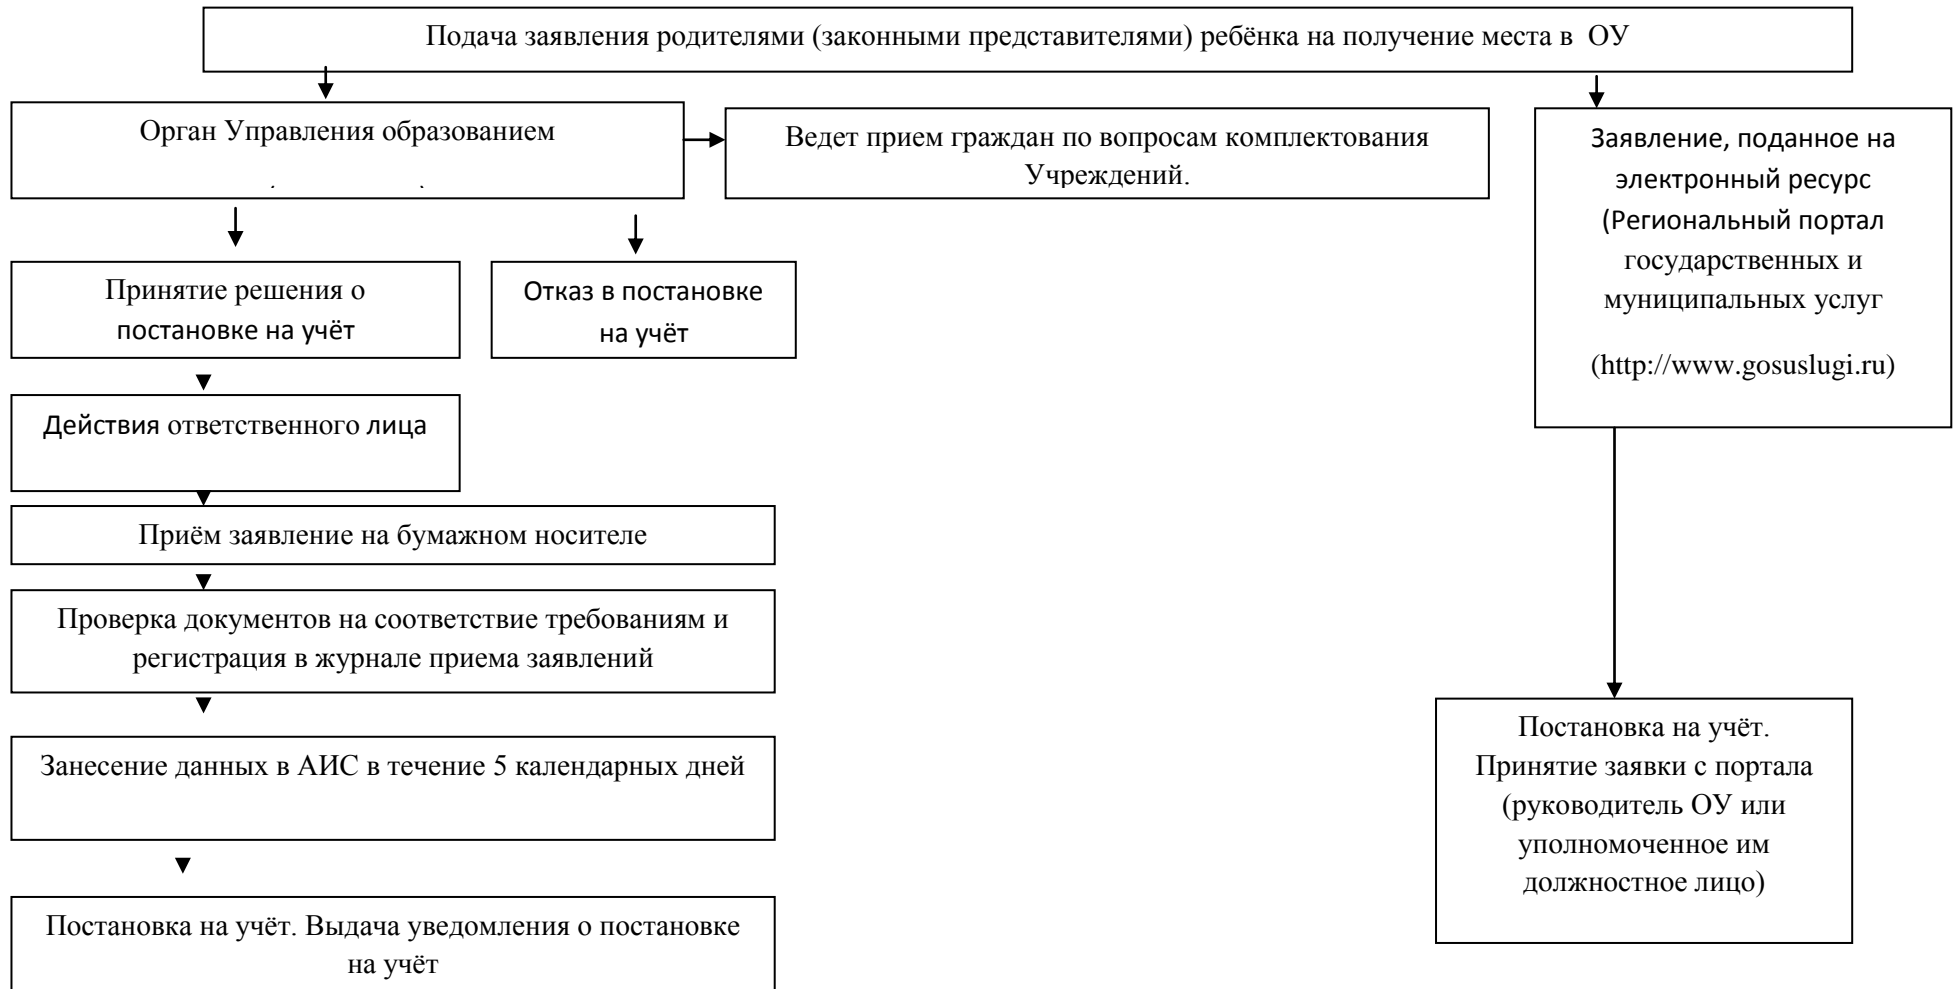 Подача заявления родителями (законными представителями) ребёнка на получение места в ОУ
Орган Управления образованием
Ведет прием граждан по вопросам комплектования
Учреждений.
Заявление, поданное на
электронный ресурс
(Региональный портал
государственных и
муниципальных услуг
(http://www.gosuslugi.ru)
Принятие решения о
постановке на учёт
Отказ в постановке
на учёт
Действия ответственного лица
Приём заявление на бумажном носителе
Проверка документов на соответствие требованиям и
регистрация в журнале приема заявлений
Занесение данных в АИС в течение 5 календарных дней
Постановка на учёт. Выдача уведомления о постановке
на учёт
Постановка на учёт.
Принятие заявки с портала
(руководитель ОУ или
уполномоченное им
должностное лицо)